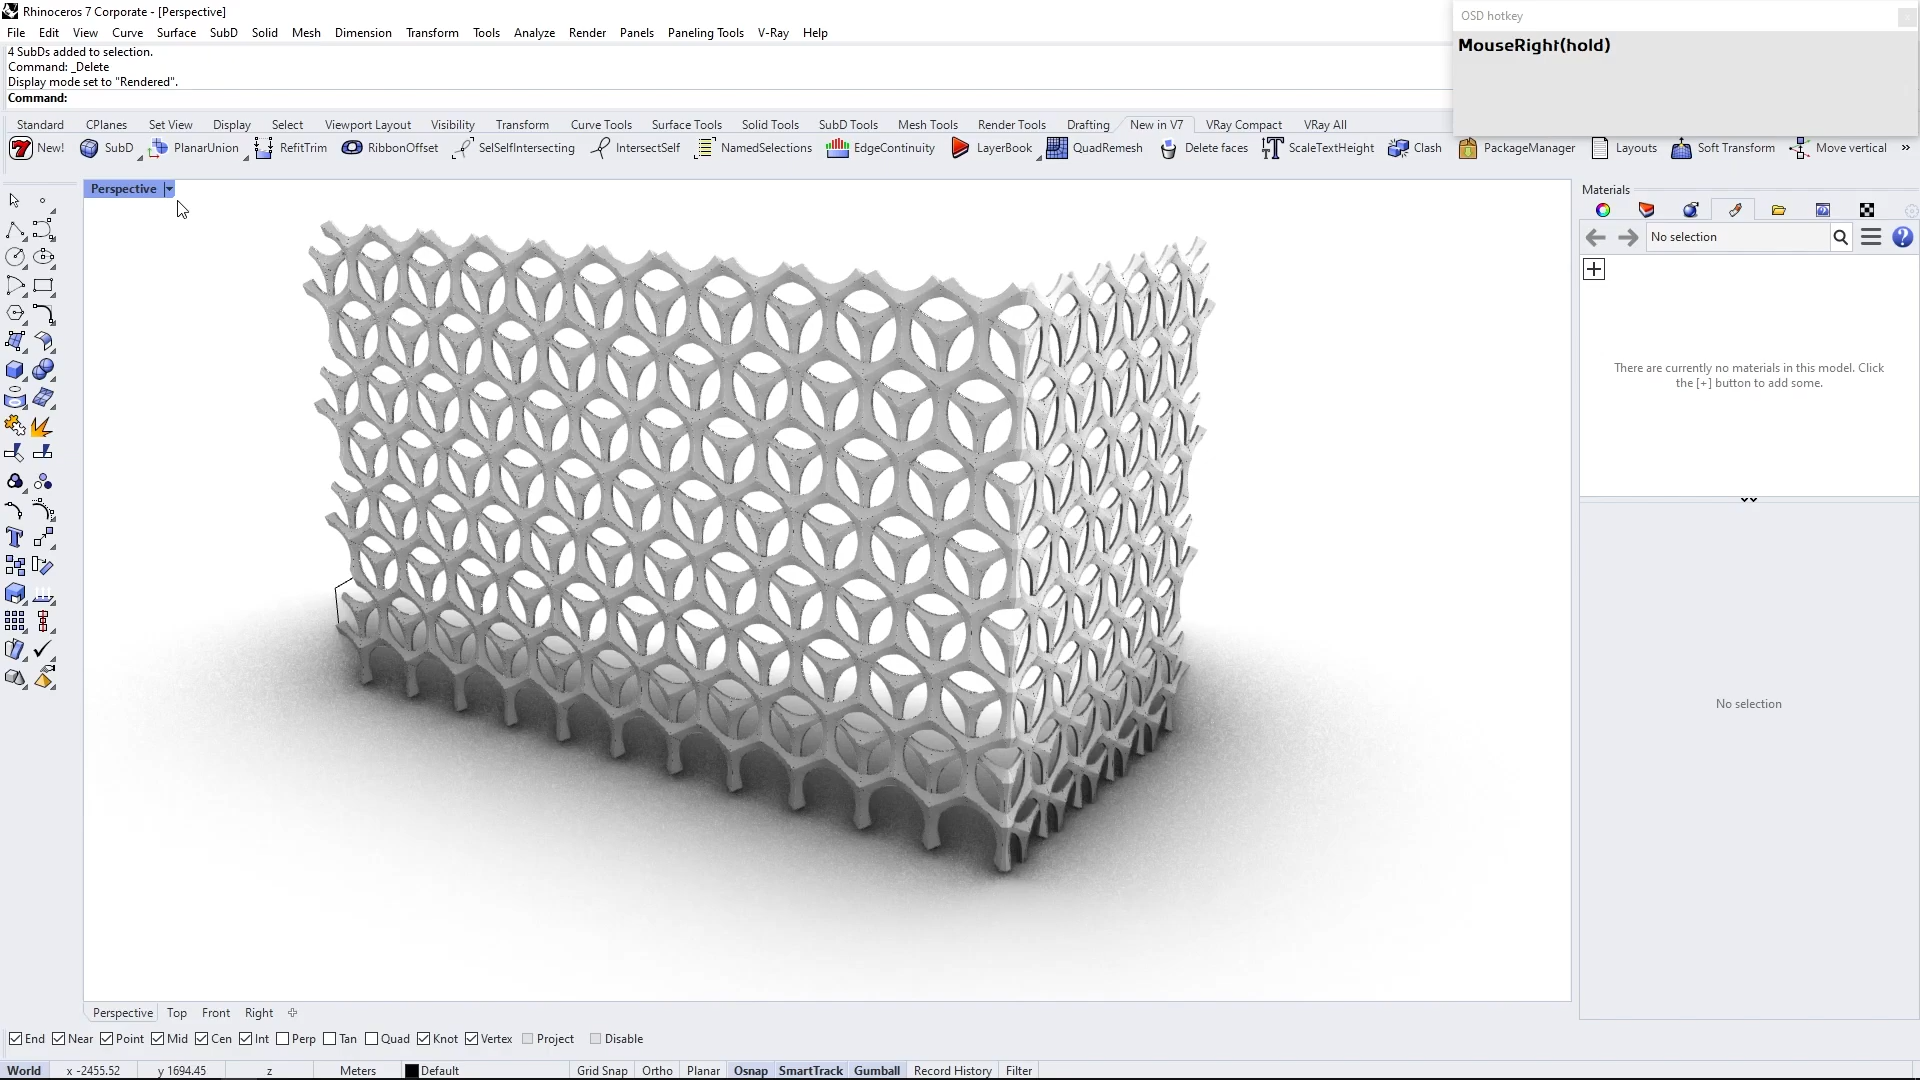 Rhinoceros 7 Corporate - [Perspective]
File Edit View Curve Surface SubD Solid Mesh Dimension Transform Tools Analyze Render Panels Paneling Tools V-Ray Help
OSD hotkey
MouseRight(hold)
4 SubDs added to selection.
Command: _Delete
Display mode set to "Rendered".
Command:
Standard CPlanes Set View Display Select Viewport Layout Visibility Transform Curve Tools Surface Tools Solid Tools SubD Tools Mesh Tools Render Tools Drafting New in V7 VRay Compact VRay All
7 New! SubD PlanarUnion RefitTrim RibbonOffset SelSelfIntersecting IntersectSelf NamedSelections EdgeContinuity LayerBook QuadRemesh Delete faces ScaleTextHeight Clash PackageManager Layouts Soft Transform Move vertical »
Perspective
Materials
No selection
There are currently no materials in this model. Click
the [+] button to add some.
No selection
Perspective Top Front Right
End Near Point Mid Cen Int Perp Tan Quad Knot Vertex Project Disable
World x -2455.52 y 1694.45 z Meters Default Grid Snap Ortho Planar Osnap SmartTrack Gumball Record History Filter